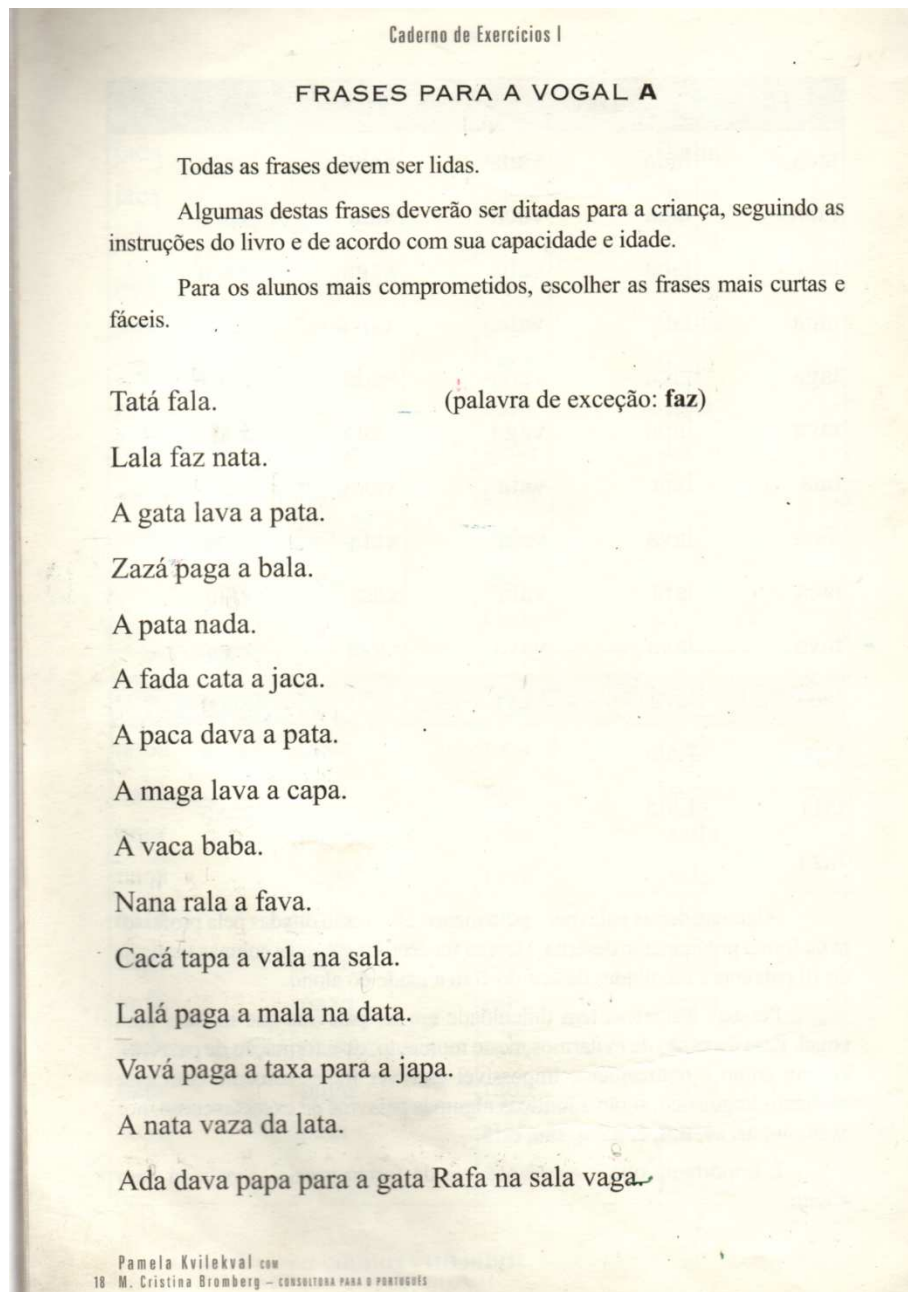 Caderno de Exercícios I
FRASES PARA A VOGAL A
Todas as frases devem ser lidas.
Algumas destas frases deverão ser ditadas para a criança, seguindo as
instruções do livro e de acordo com sua capacidade e idade.
Para os alunos mais comprometidos, escolher as frases mais curtas e
fáceis.
Tatá fala. (palavra de exceção: faz)
Lala faz nata.
A gata lava a pata.
Zazá paga a bala.
A pata nada.
A fada cata a jaca.
A paca dava a pata.
A maga lava a capa.
A vaca baba.
Nana rala a fava.
Cacá tapa a vala na sala.
Lalá paga a mala na data.
Vavá paga a taxa para a japa.
A nata vaza da lata.
Ada dava papa para a gata Rafa na sala vaga.
Pamela Kvilekval COM
18 M. Cristina Bromberg – CONSULTORA PARA O PORTUGUÊS